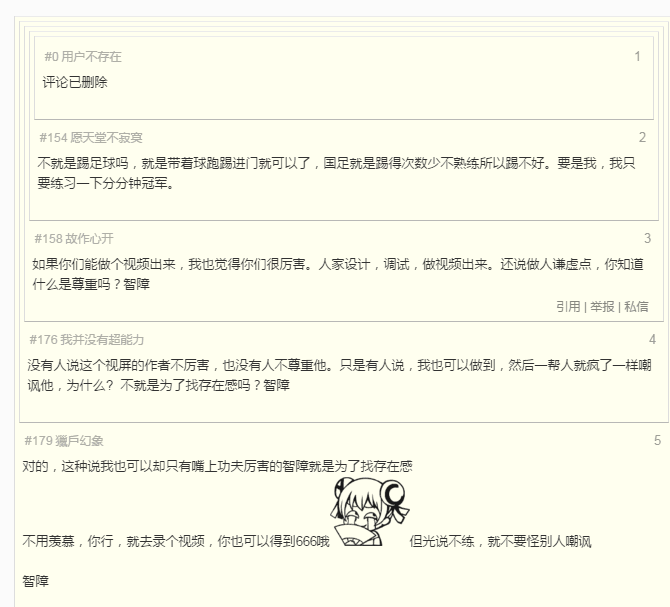 #0 用户不存在 1
评论已删除
#154 愿天堂不寂寞 2
不就是踢足球吗，就是带着球跑踢进门就可以了，国足就是踢得次数少不熟练所以踢不好。要是我，我只
要练习一下分分钟冠军。
#158 故作心开 3
如果你们能做个视频出来，我也觉得你们很厉害。人家设计，调试，做视频出来。还说做人谦虚点，你知道
什么是尊重吗？智障
引用 | 举报 | 私信
#176 我并没有超能力 4
没有人说这个视屏的作者不厉害，也没有人不尊重他。只是有人说，我也可以做到，然后一帮人就疯了一样嘲
讽他，为什么？不就是为了找存在感吗？智障
#179 獵戶幻象 5
对的，这种说我也可以却只有嘴上功夫厉害的智障就是为了找存在感
不用羡慕，你行，就去录个视频，你也可以得到666哦 但光说不练，就不要怪别人嘲讽
智障